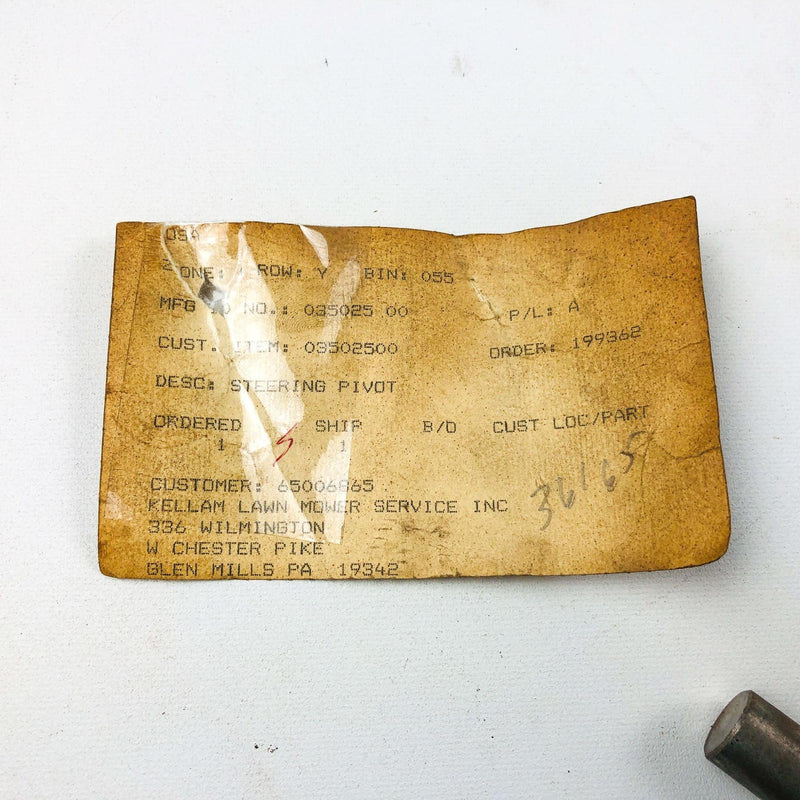 USA
ZONE: ROW: Y BIN: 055
MFG NO.: 035025 00 P/L: A
CUST. ITEM: 03502500 ORDER: 199362
DESC: STEERING PIVOT
ORDERED SHIP B/O CUST LOC/PART
1 1
CUSTOMER: 65006865
KELLAM LAWN MOWER SERVICE INC
336 WILMINGTON
W CHESTER PIKE
GLEN MILLS PA 19342
36165